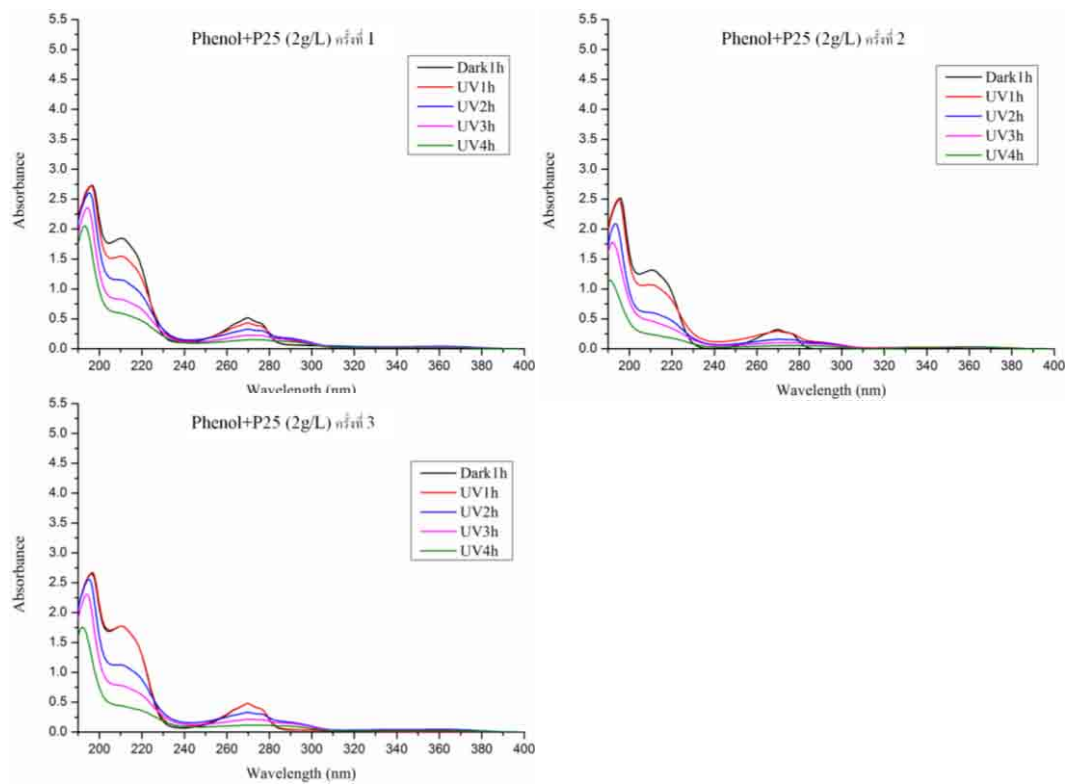 Phenol+P25 (2g/L) ครั้งที่ 1
Dark1h
UV1h
UV2h
UV3h
UV4h
Absorbance
5.5
5.0
4.5
4.0
3.5
3.0
2.5
2.0
1.5
1.0
0.5
0.0
200 220 240 260 280 300 320 340 360 380 400
Wavelength (nm)
Phenol+P25 (2g/L) ครั้งที่ 2
Dark1h
UV1h
UV2h
UV3h
UV4h
Absorbance
5.5
5.0
4.5
4.0
3.5
3.0
2.5
2.0
1.5
1.0
0.5
0.0
200 220 240 260 280 300 320 340 360 380 400
Wavelength (nm)
Phenol+P25 (2g/L) ครั้งที่ 3
Dark1h
UV1h
UV2h
UV3h
UV4h
Absorbance
5.5
5.0
4.5
4.0
3.5
3.0
2.5
2.0
1.5
1.0
0.5
0.0
200 220 240 260 280 300 320 340 360 380 400
Wavelength (nm)